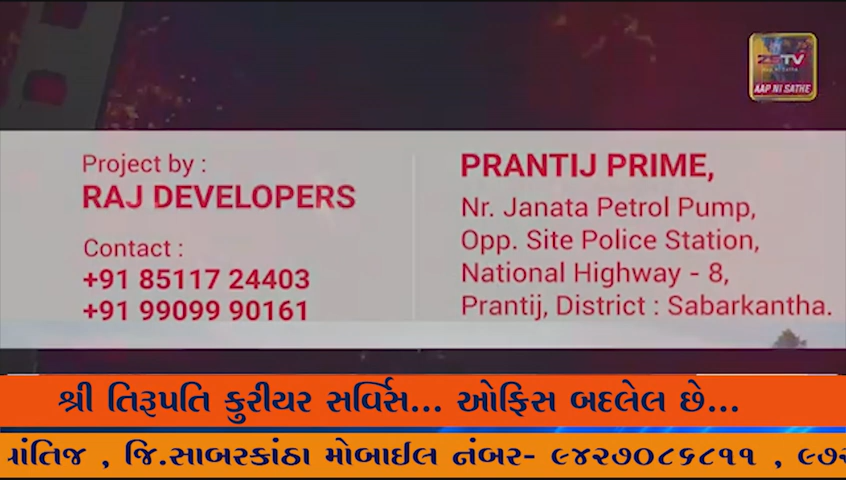 ZSTV
AAP NI SATHE
Project by :
RAJ DEVELOPERS
Contact :
+91 85117 24403
+91 99099 90161
PRANTIJ PRIME,
Nr. Janata Petrol Pump,
Opp. Site Police Station,
National Highway - 8,
Prantij, District : Sabarkantha.
શ્રી તિરૂપતિ કુરીયર સર્વિસ... ઓફિસ બદલેલ છે...
, જિ.સાબરકાંઠા મોબાઈલ નંબર- ૯૪૨૭૦૮૬૮૧૧ ,